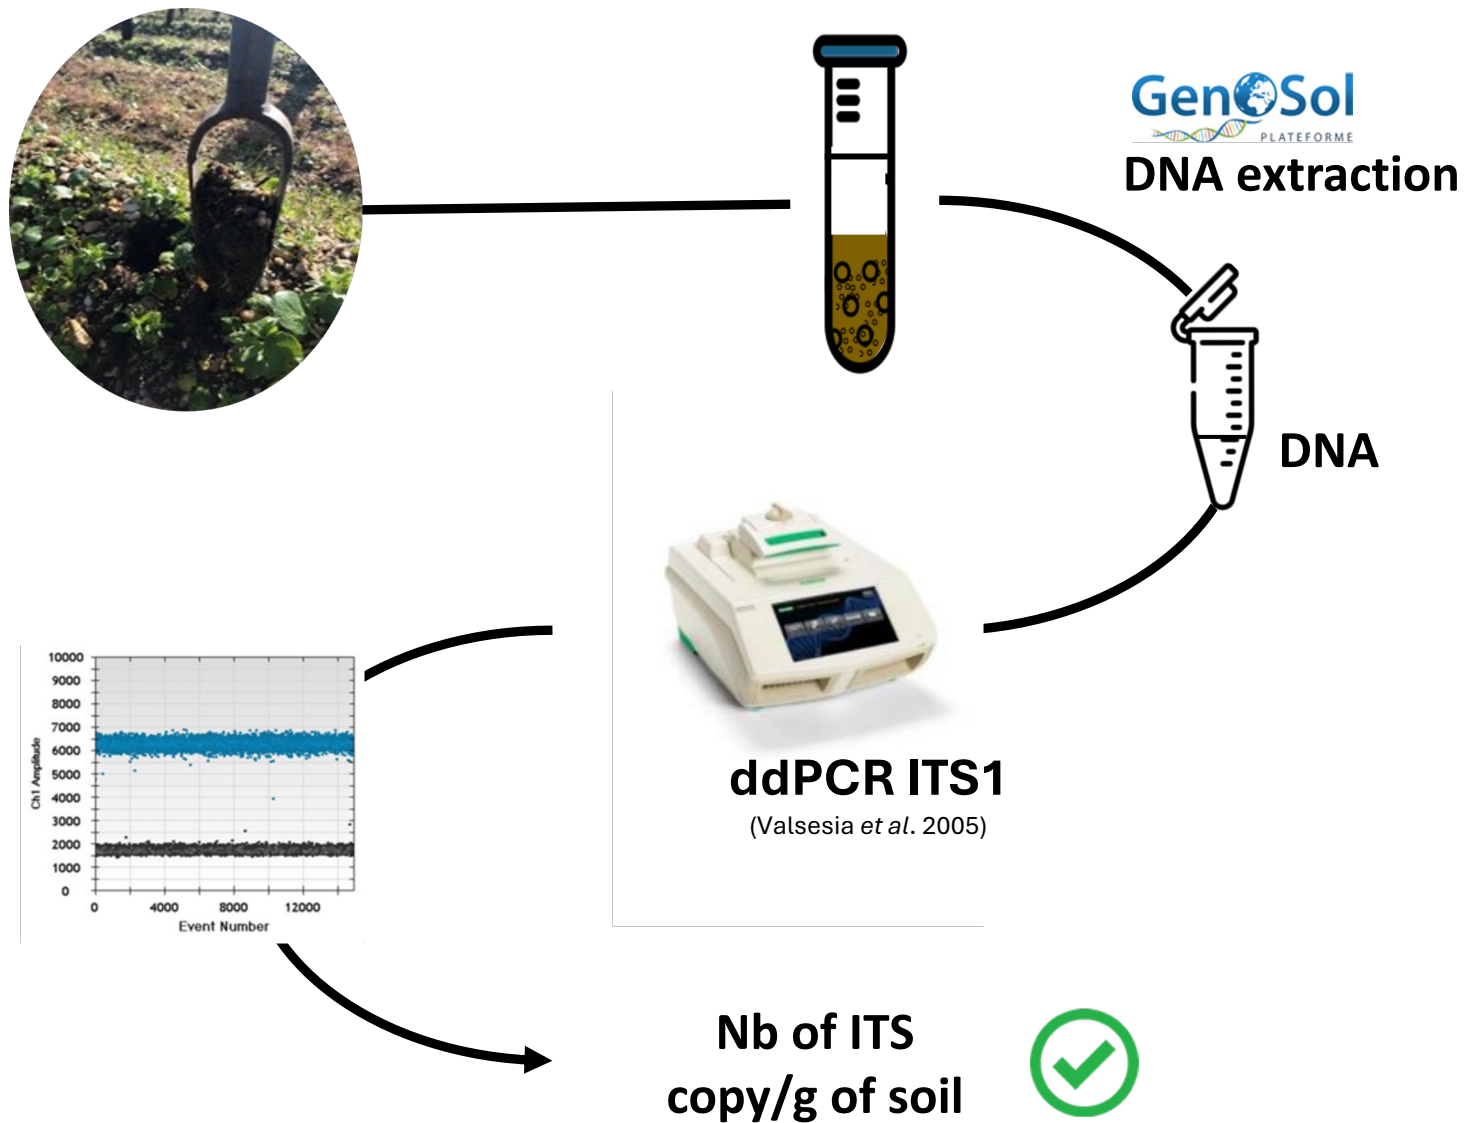 GenoSol
PLATEFORME
DNA extraction
DNA
ddPCR ITS1
(Valsesia et al. 2005)
10000
9000
8000
7000
6000
5000
4000
3000
2000
1000
0
Ch1 Amplitude
0 4000 8000 12000
Event Number
Nb of ITS
copy/g of soil